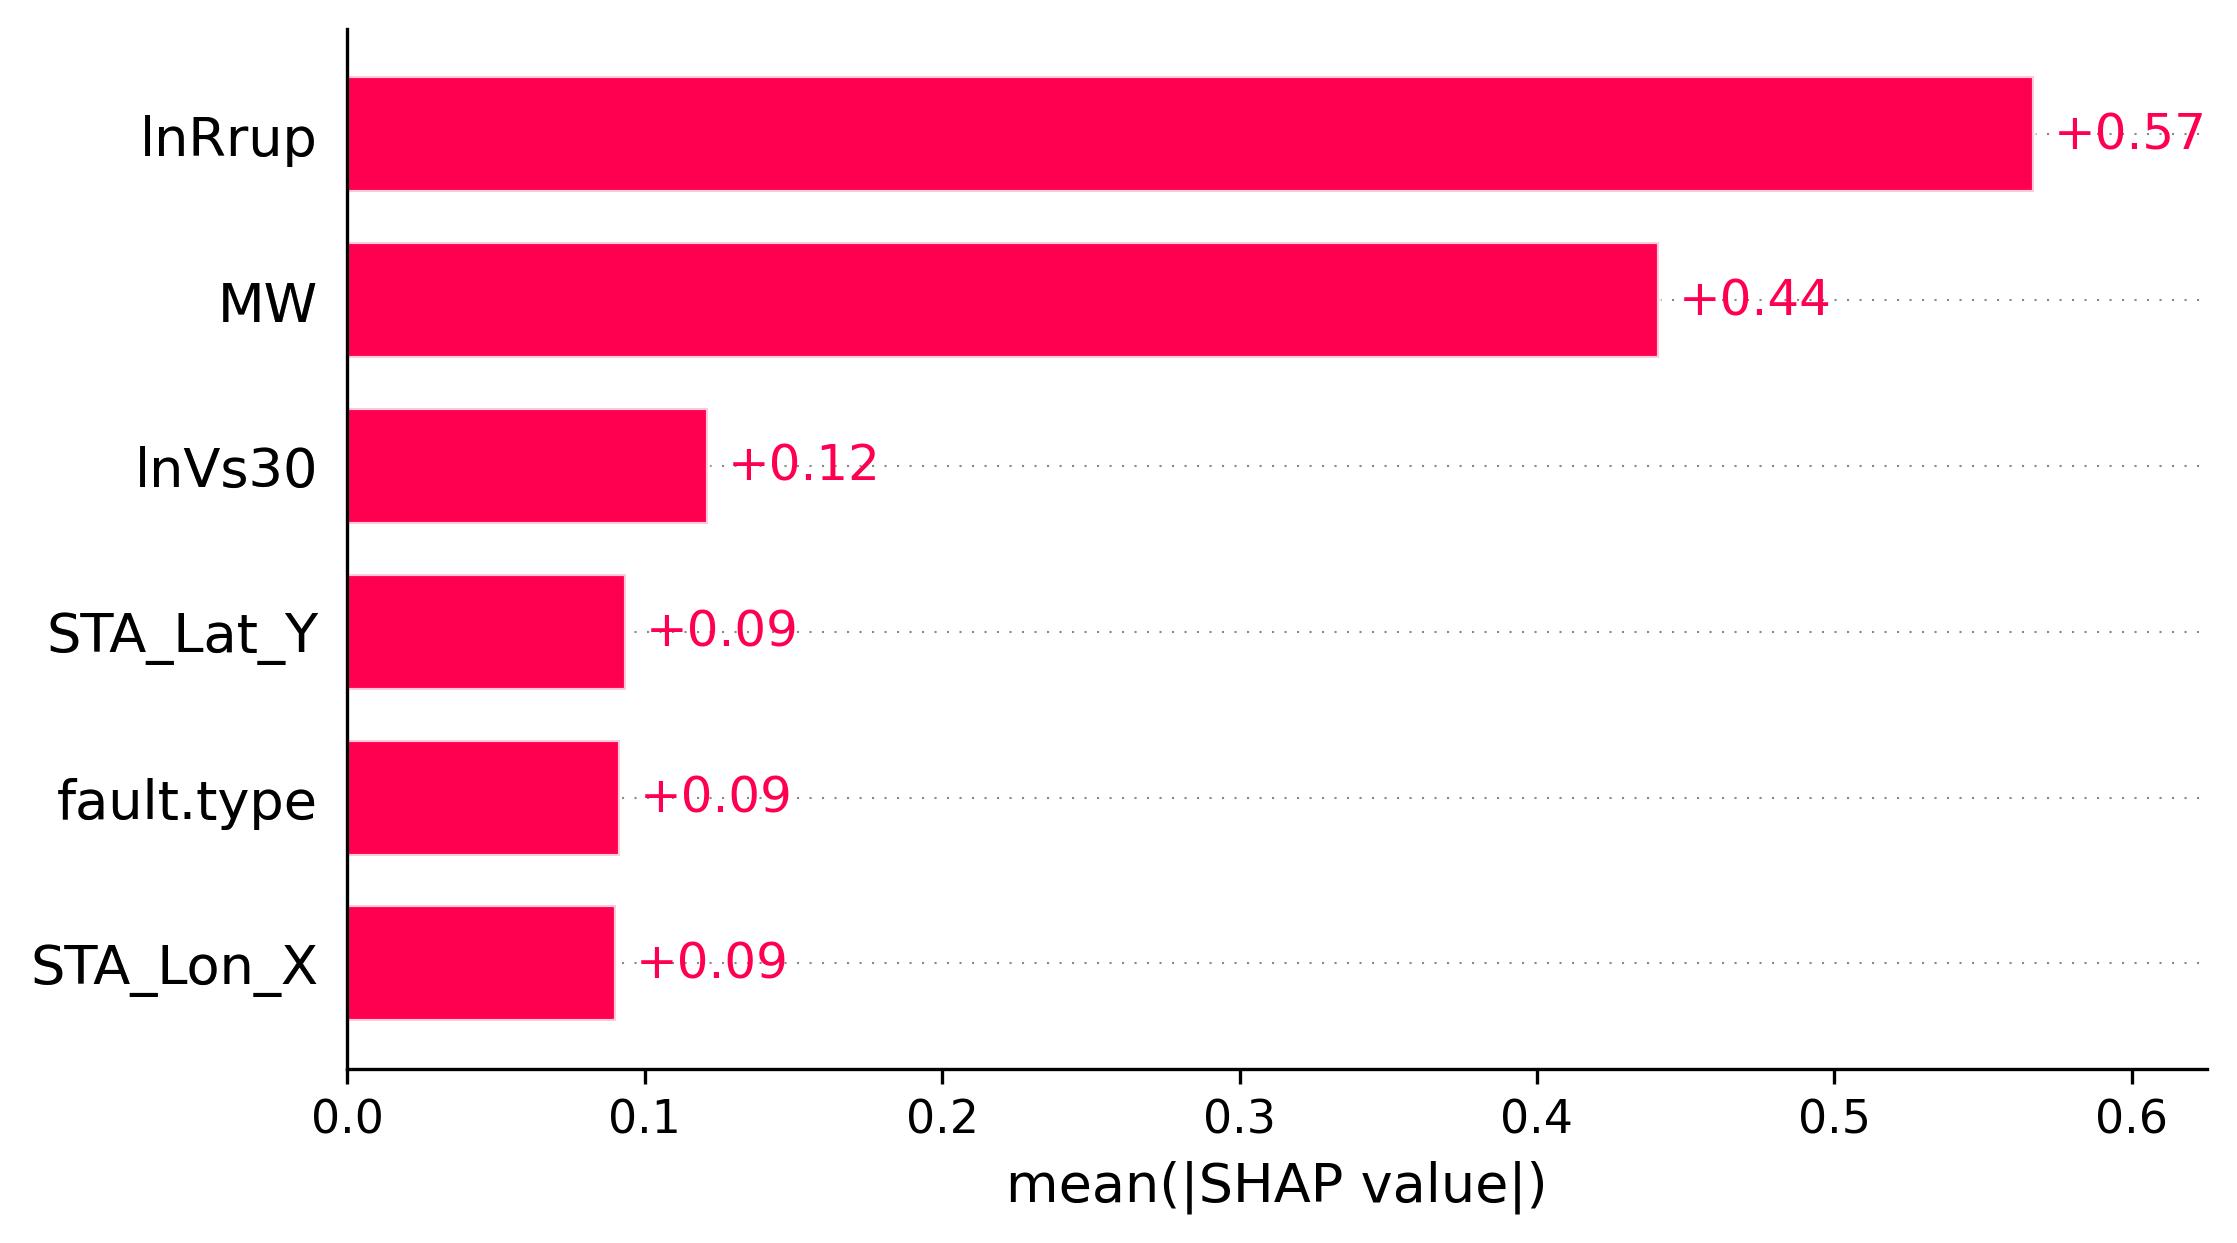 lnRrup +0.57
MW +0.44
lnVs30 +0.12
STA_Lat_Y +0.09
fault.type +0.09
STA_Lon_X +0.09
0.0 0.1 0.2 0.3 0.4 0.5 0.6
mean(|SHAP value|)